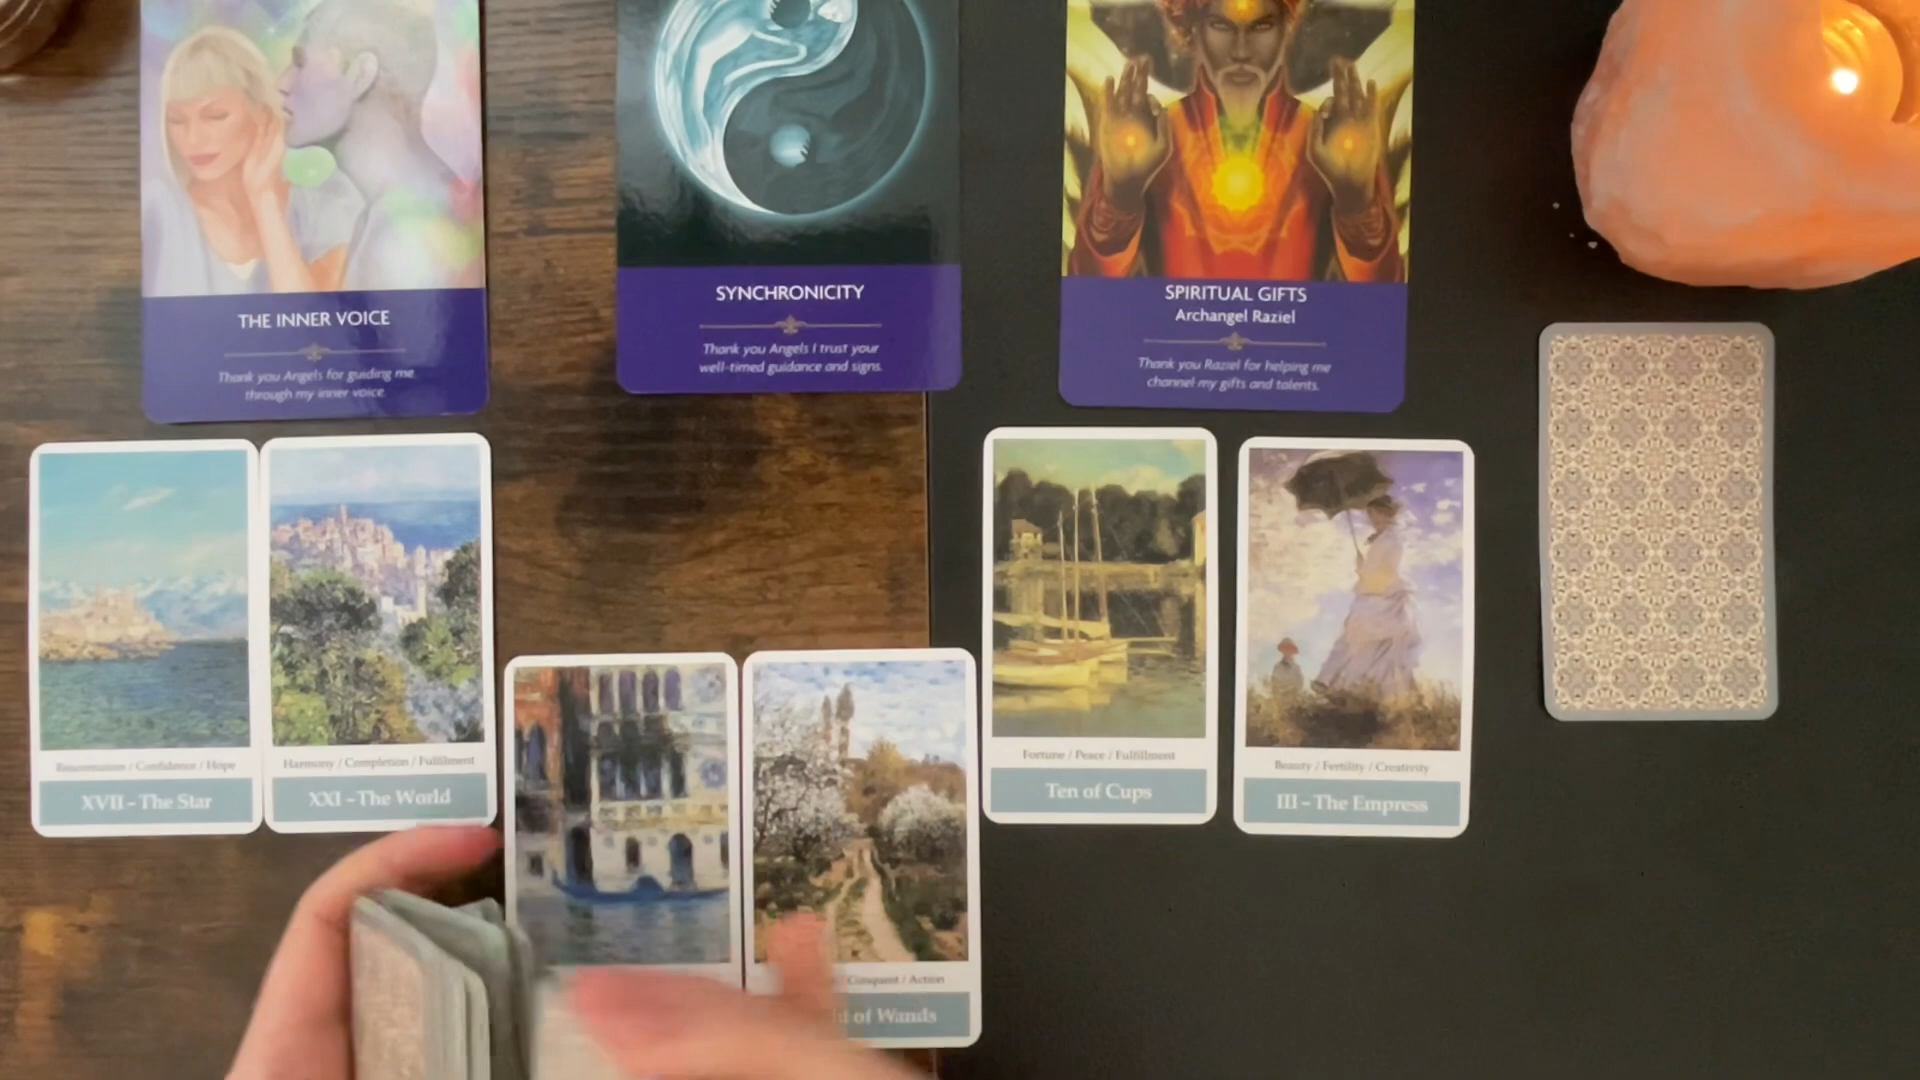 THE INNER VOICE
Thank you Angels for guiding me
through my inner voice.
SYNCHRONICITY
Thank you Angels I trust your
well-timed guidance and signs.
SPIRITUAL GIFTS
Archangel Raziel
Thank you Raziel for helping me
channel my gifts and talents.
/ Confidence / Hope
XVII - The Star
Harmony / Completion / Fulfillment
XXI - The World
/ Conquest / Action
of Wands
Fortune / Peace / Fulfillment
Ten of Cups
Beauty / Fertility / Creativity
III - The Empress